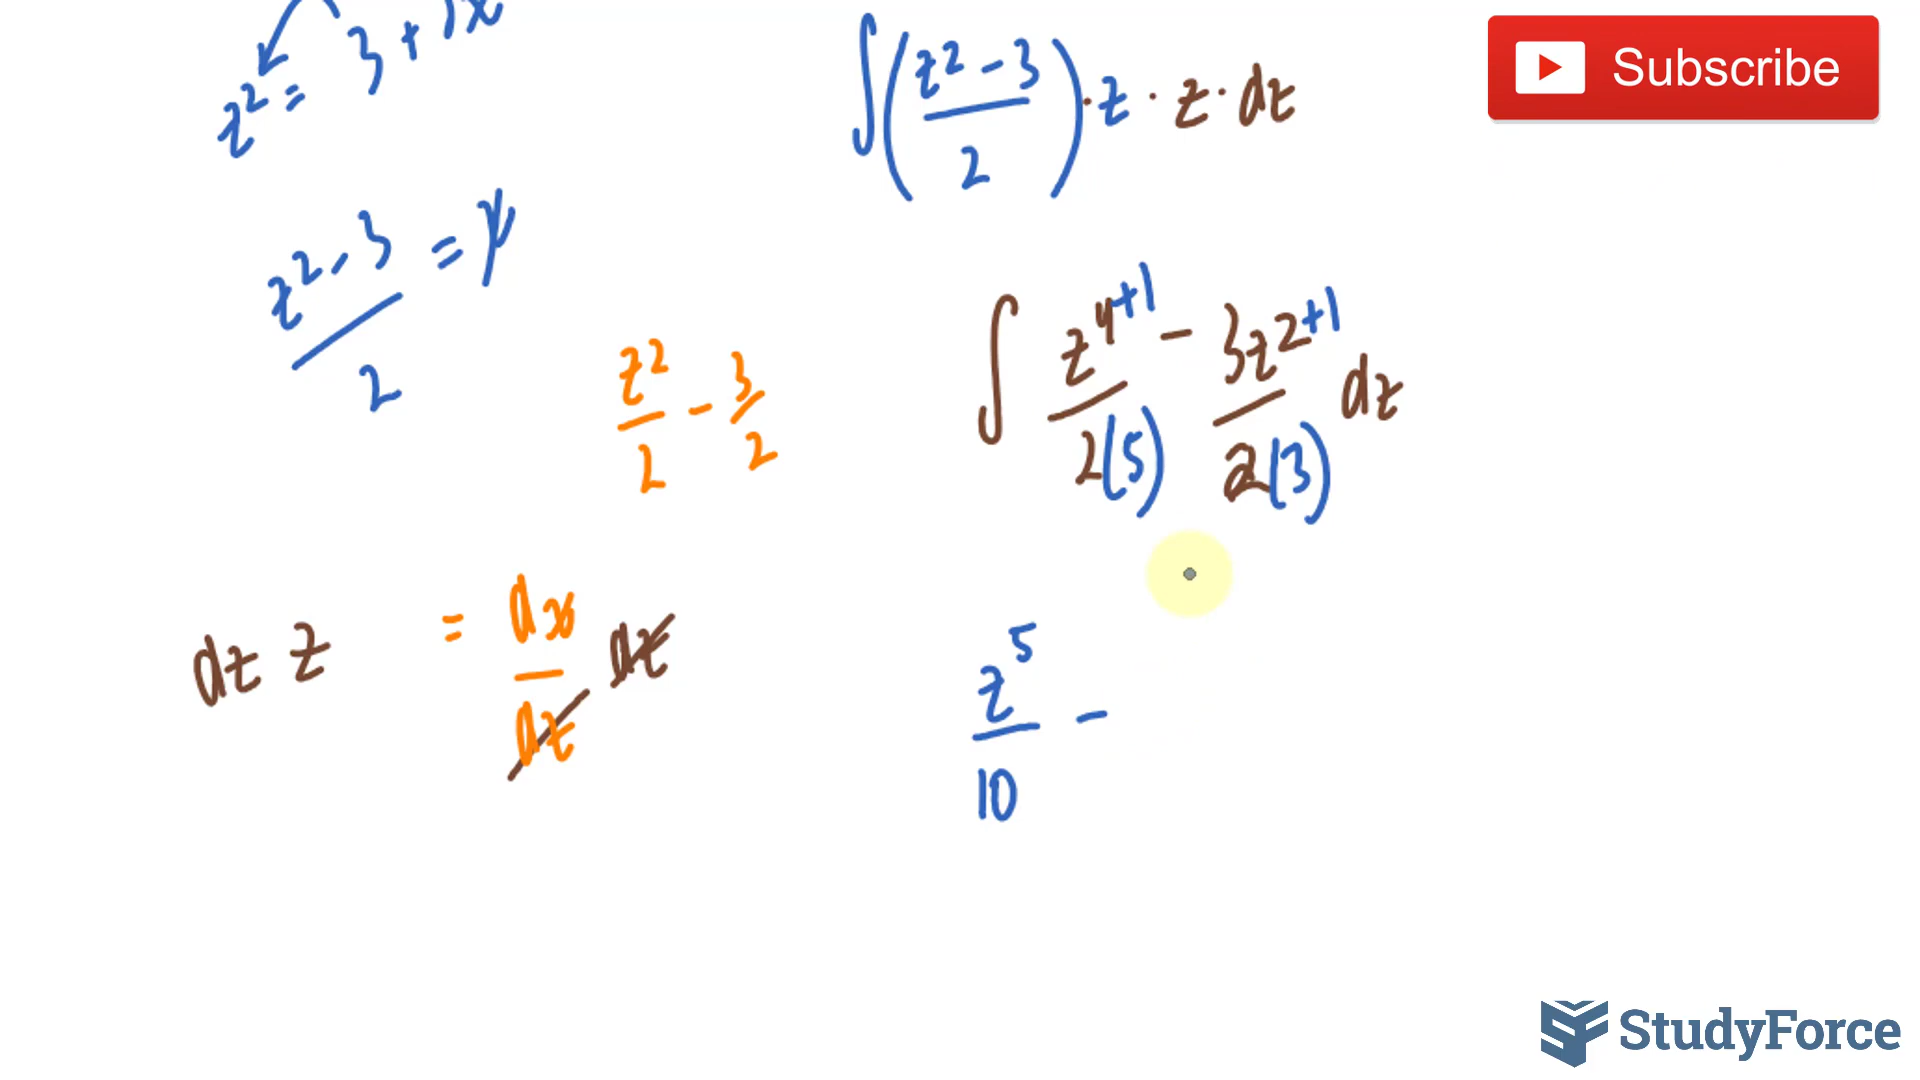 z² = 3 + 2x
∫((z² - 3)/2) · z · z · dz
Subscribe
(z² - 3)/2 = x
z²/2 - 3/2
∫ z⁴⁺¹/2(5) - 3z²⁺¹/2(3) dz
dz z = dx/dz dz
z⁵/10 -
StudyForce